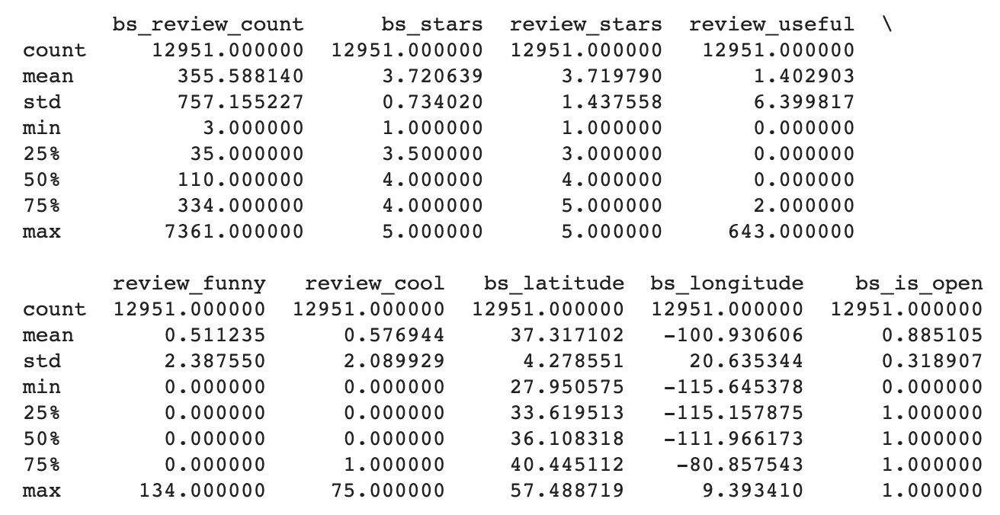 bs_review_count bs_stars review_stars review_useful \
count 12951.000000 12951.000000 12951.000000 12951.000000
mean 355.588140 3.720639 3.719790 1.402903
std 757.155227 0.734020 1.437558 6.399817
min 3.000000 1.000000 1.000000 0.000000
25% 35.000000 3.500000 3.000000 0.000000
50% 110.000000 4.000000 4.000000 0.000000
75% 334.000000 4.000000 5.000000 2.000000
max 7361.000000 5.000000 5.000000 643.000000
review_funny review_cool bs_latitude bs_longitude bs_is_open
count 12951.000000 12951.000000 12951.000000 12951.000000 12951.000000
mean 0.511235 0.576944 37.317102 -100.930606 0.885105
std 2.387550 2.089929 4.278551 20.635344 0.318907
min 0.000000 0.000000 27.950575 -115.645378 0.000000
25% 0.000000 0.000000 33.619513 -115.157875 1.000000
50% 0.000000 0.000000 36.108318 -111.966173 1.000000
75% 0.000000 1.000000 40.445112 -80.857543 1.000000
max 134.000000 75.000000 57.488719 9.393410 1.000000